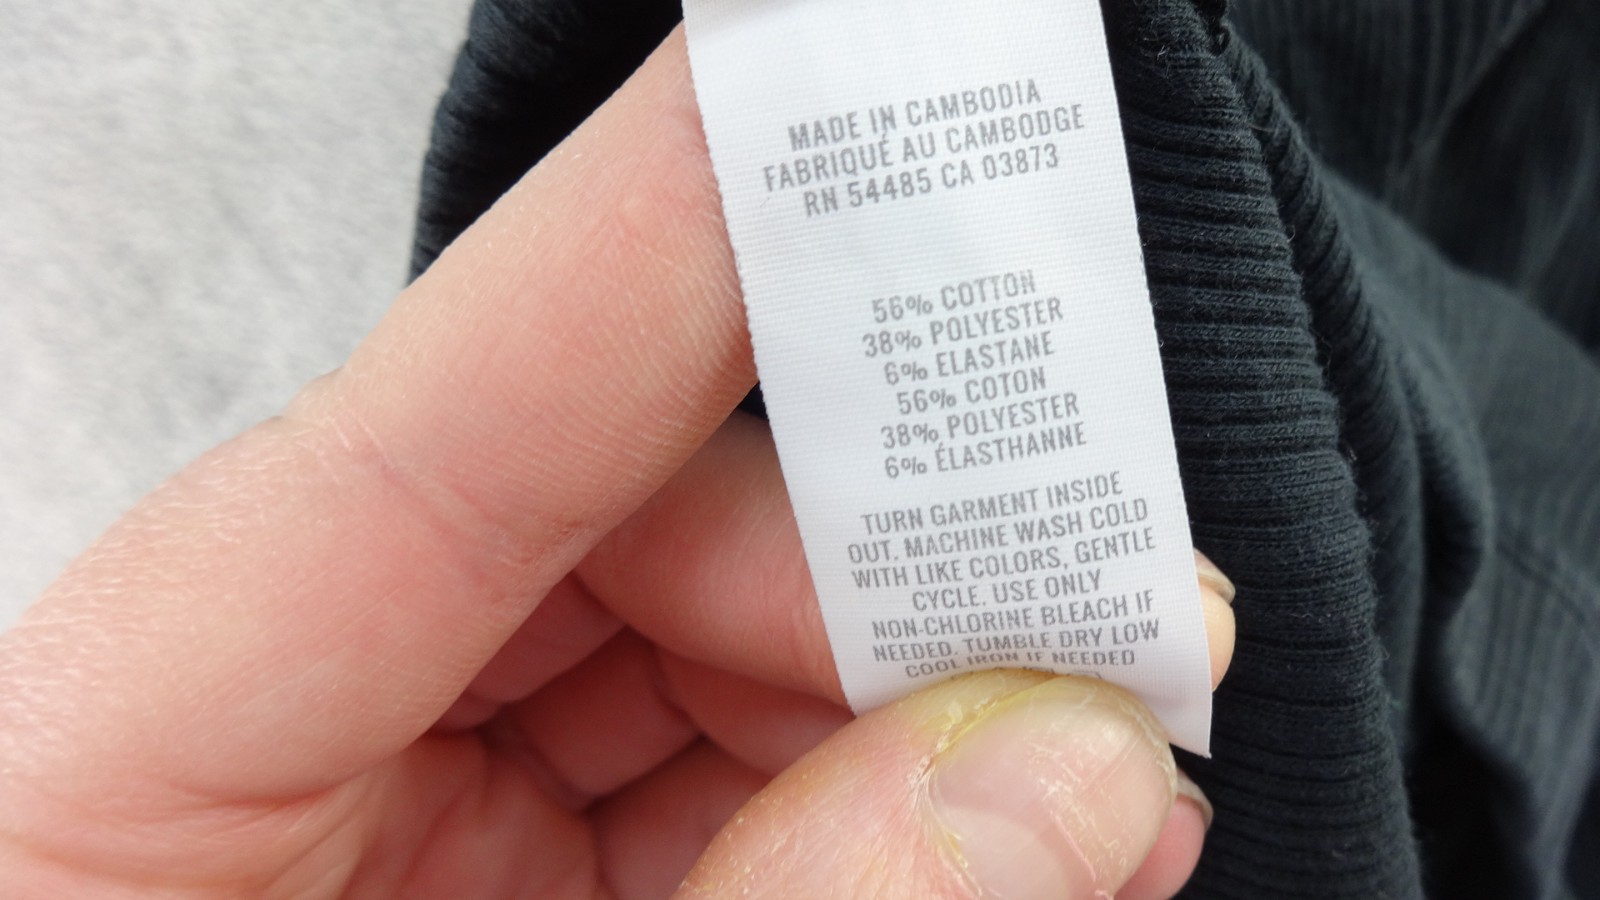 MADE IN CAMBODIA
FABRIQUÉ AU CAMBODGE
RN 54485 CA 03873
56% COTTON
38% POLYESTER
6% ELASTANE
56% COTON
38% POLYESTER
6% ÉLASTHANNE
TURN GARMENT INSIDE
OUT. MACHINE WASH COLD
WITH LIKE COLORS, GENTLE
CYCLE. USE ONLY
NON-CHLORINE BLEACH IF
NEEDED. TUMBLE DRY LOW
COOL IRON IF NEEDED